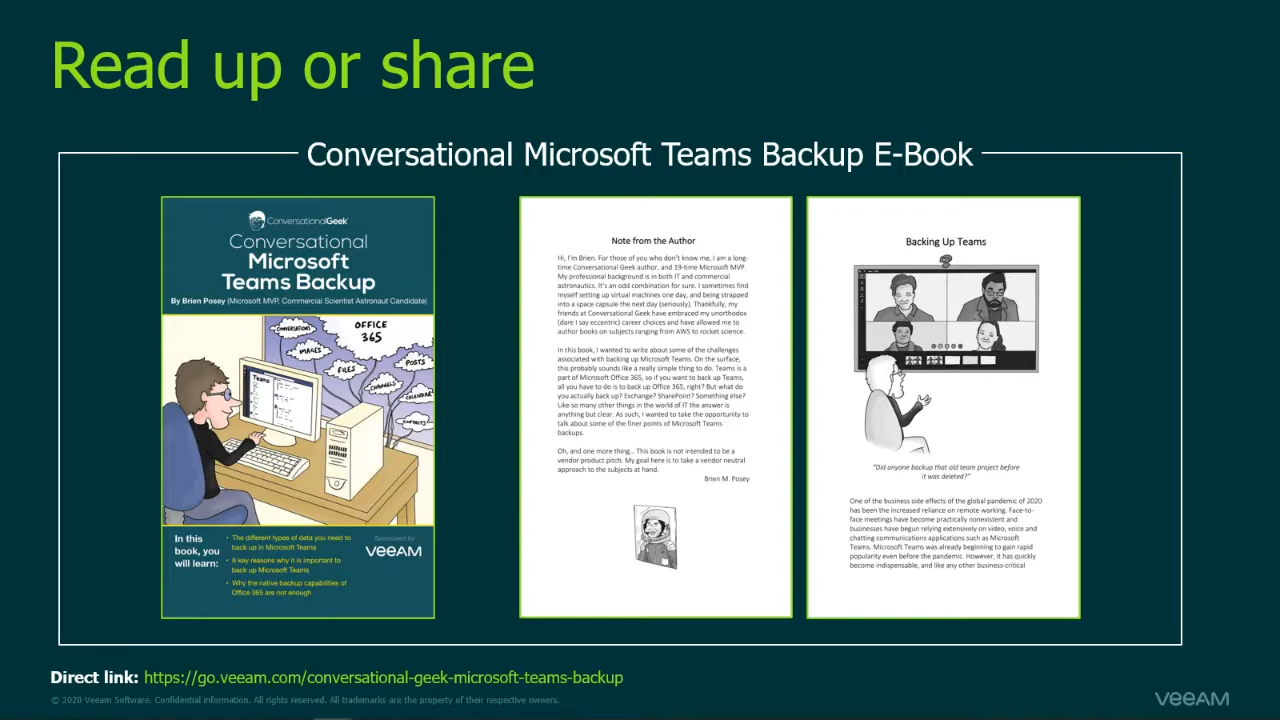 Read up or share
Conversational Microsoft Teams Backup E-Book
ConversationalGeek
Conversational
Microsoft
Teams Backup
By Brien Posey (Microsoft MVP, Commercial Scientist Astronaut Candidate)
CONVERSATIONS
OFFICE
365
IMAGES
FILES
POSTS
CHANNELS
CALENDAR
CONTACTS
Teams
In this
book, you
will learn:
• The different types of data you need to
back up in Microsoft Teams
• 6 key reasons why it is important to
back up Microsoft Teams
• Why the native backup capabilities of
Office 365 are not enough
Sponsored by
VEEAM
Note from the Author
Hi, I'm Brien. For those of you who don't know me, I am a long-
time Conversational Geek author, and 19-time Microsoft MVP.
My professional background is in both IT and commercial
astronautics. It's an odd combination for sure. I sometimes find
myself setting up virtual machines one day, and being strapped
into a space capsule the next day (seriously). Thankfully, my
friends at Conversational Geek have embraced my unorthodox
(dare I say eccentric) career choices and have allowed me to
author books on subjects ranging from AWS to rocket science.
In this book, I wanted to write about some of the challenges
associated with backing up Microsoft Teams. On the surface,
this probably sounds like a really simple thing to do. Teams is a
part of Microsoft Office 365, so if you want to back up Teams,
all you have to do is to back up Office 365, right? But what do
you actually back up? Exchange? SharePoint? Something else?
Like so many other things in the world of IT the answer is
anything but clear. As such, I wanted to take the opportunity to
talk about some of the finer points of Microsoft Teams
backups.
Oh, and one more thing... This book is not intended to be a
vendor product pitch. My goal here is to take a vendor neutral
approach to the subjects at hand.
Brien M. Posey
Backing Up Teams
"Did anyone backup that old team project before
it was deleted?"
One of the business side effects of the global pandemic of 2020
has been the increased reliance on remote working. Face-to-
face meetings have become practically nonexistent and
businesses have begun relying extensively on video, voice and
chatting communications applications such as Microsoft
Teams. Microsoft Teams was already beginning to gain rapid
popularity even before the pandemic. However, it has quickly
become indispensable, and like any other business-critical
Direct link: https://go.veeam.com/conversational-geek-microsoft-teams-backup
© 2020 Veeam Software. Confidential information. All rights reserved. All trademarks are the property of their respective owners.
VEEAM